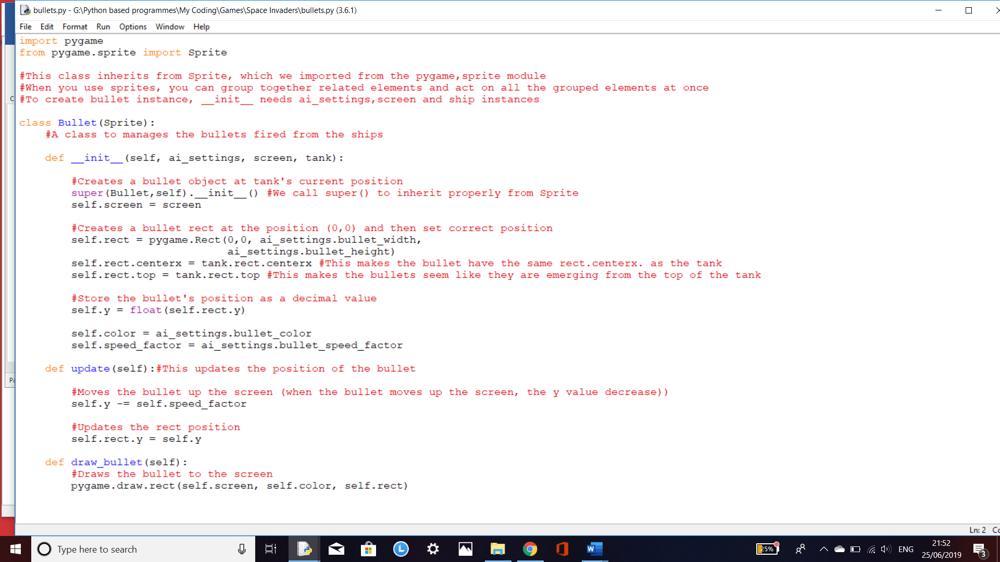 bullets.py - G:\Python based programmes\My Coding\Games\Space Invaders\bullets.py (3.6.1)
File Edit Format Run Options Window Help
import pygame
from pygame.sprite import Sprite
#This class inherits from Sprite, which we imported from the pygame,sprite module
#When you use sprites, you can group together related elements and act on all the grouped elements at once
#To create bullet instance, __init__ needs ai_settings,screen and ship instances
class Bullet(Sprite):
    #A class to manages the bullets fired from the ships
    def __init__(self, ai_settings, screen, tank):
        #Creates a bullet object at tank's current position
        super(Bullet,self).__init__() #We call super() to inherit properly from Sprite
        self.screen = screen
        #Creates a bullet rect at the position (0,0) and then set correct position
        self.rect = pygame.Rect(0,0, ai_settings.bullet_width,
                                ai_settings.bullet_height)
        self.rect.centerx = tank.rect.centerx #This makes the bullet have the same rect.centerx. as the tank
        self.rect.top = tank.rect.top #This makes the bullets seem like they are emerging from the top of the tank
        #Store the bullet's position as a decimal value
        self.y = float(self.rect.y)
        self.color = ai_settings.bullet_color
        self.speed_factor = ai_settings.bullet_speed_factor
    def update(self):#This updates the position of the bullet
        #Moves the bullet up the screen (when the bullet moves up the screen, the y value decrease))
        self.y -= self.speed_factor
        #Updates the rect position
        self.rect.y = self.y
    def draw_bullet(self):
        #Draws the bullet to the screen
        pygame.draw.rect(self.screen, self.color, self.rect)
Ln: 2
Type here to search
25%
ENG
21:52
25/06/2019
3